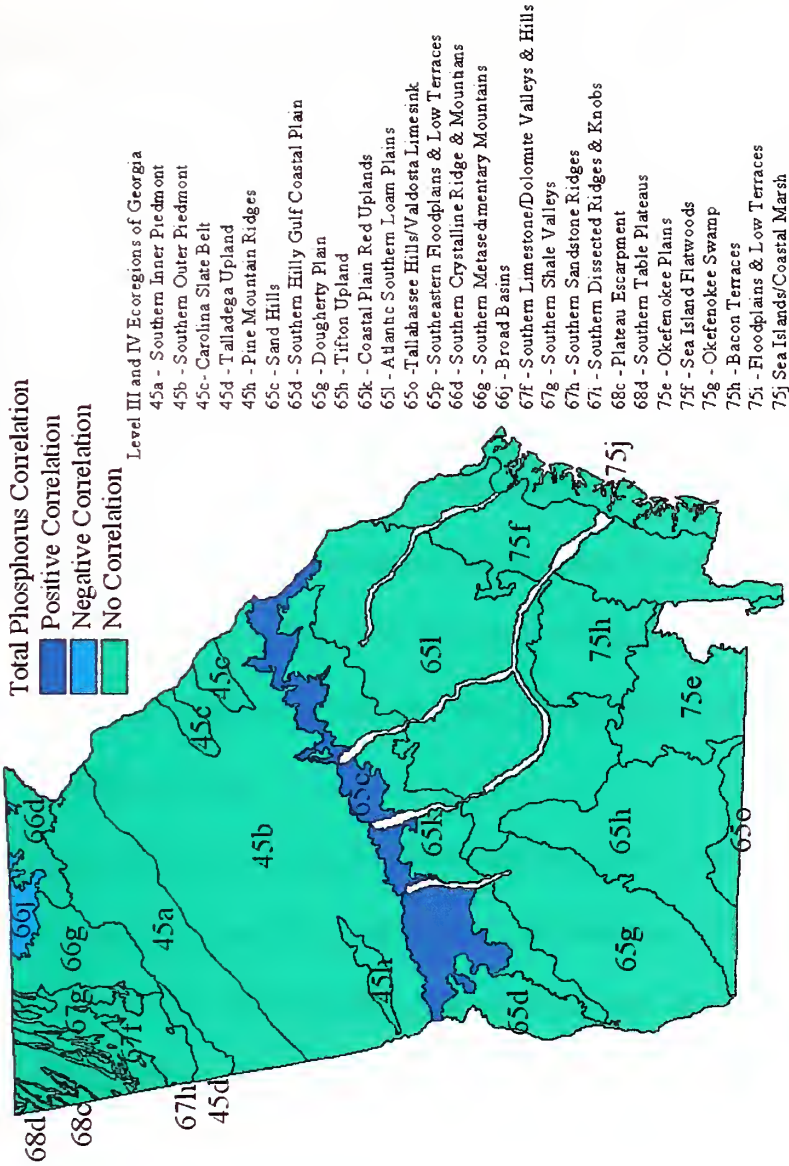 Total Phosphorus Correlation
Positive Correlation
Negative Correlation
No Correlation
Level III and IV Ecoregions of Georgia
45a - Southern Inner Piedmont
45b - Southern Outer Piedmont
45c - Carolina Slate Belt
45d - Talladega Upland
45h - Pine Mountain Ridges
65c - Sand Hills
65d - Southern Hilly Gulf Coastal Plain
65g - Dougherty Plain
65h - Tifton Upland
65k - Coastal Plain Red Uplands
65l - Atlantic Southern Loam Plains
65o -Tallahassee Hills/Valdosta Limesink
65p - Southeastern Floodplains & Low Terraces
66d - Southern Crystalline Ridge & Mountians
66g - Southern Metasedimentary Mountains
66j - Broad Basins
67f - Southern Limestone/Dolomite Valleys & Hills
67g - Southern Shale Valleys
67h - Southern Sandstone Ridges
67i - Southern Dissected Ridges & Knobs
68c - Plateau Escarpment
68d - Southern Table Plateaus
75e - Okefenokee Plains
75f - Sea Island Flatwoods
75g - Okefenokee Swamp
75h - Bacon Terraces
75i - Floodplains & Low Terraces
75j Sea Islands/Coastal Marsh
68d
68c
67g
67f
67h
45d
66g
66j
66d
45a
45b
45c
45c
45h
65c
65k
65d
65l
65g
65h
65o
75e
75h
75f
75j